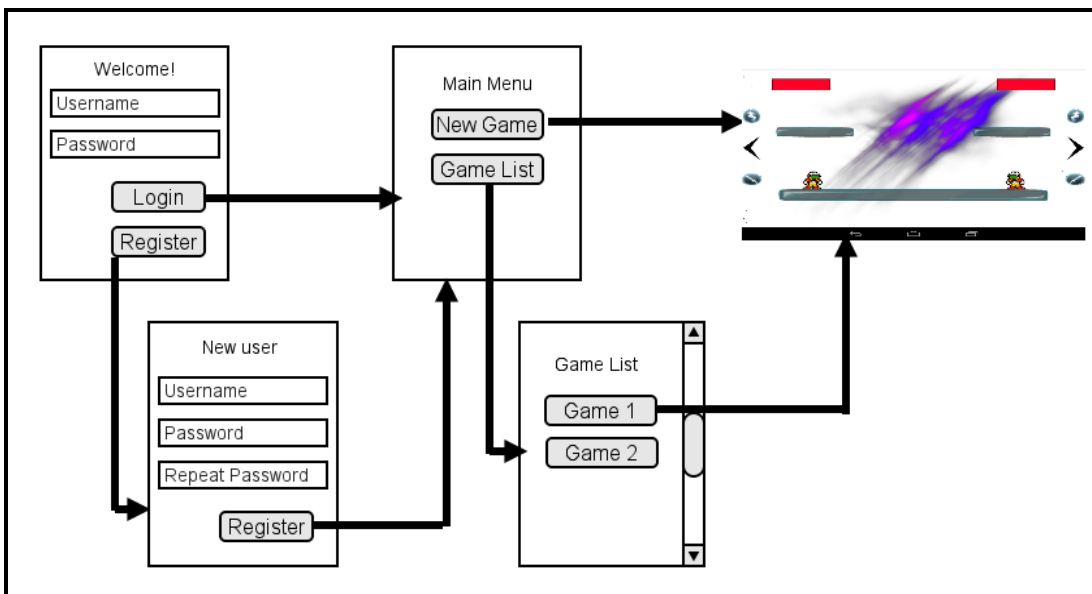 Welcome!
Username
Password
Login
Register
Main Menu
New Game
Game List
New user
Username
Password
Repeat Password
Register
Game List
Game 1
Game 2